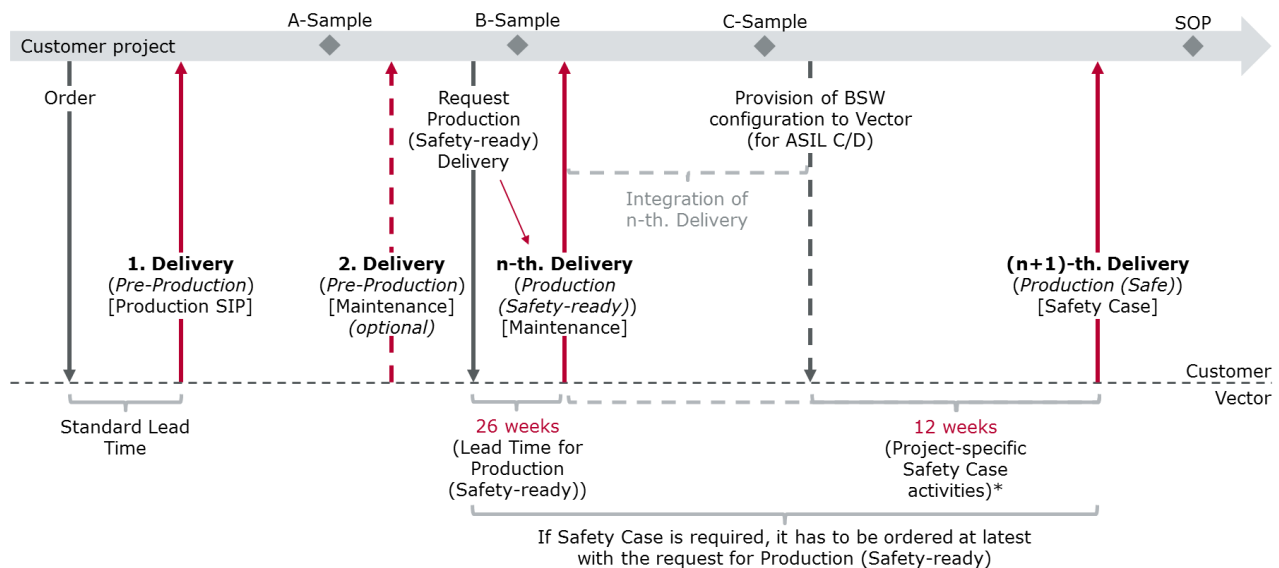 A-Sample
B-Sample
C-Sample
SOP
Customer project
Order
Request
Production
(Safety-ready)
Delivery
Provision of BSW
configuration to Vector
(for ASIL C/D)
Integration of
n-th. Delivery
1. Delivery
(Pre-Production)
[Production SIP]
2. Delivery
(Pre-Production)
[Maintenance]
(optional)
n-th. Delivery
(Production
(Safety-ready))
[Maintenance]
(n+1)-th. Delivery
(Production (Safe))
[Safety Case]
Customer
Vector
Standard Lead
Time
26 weeks
(Lead Time for
Production
(Safety-ready))
12 weeks
(Project-specific
Safety Case
activities)*
If Safety Case is required, it has to be ordered at latest
with the request for Production (Safety-ready)